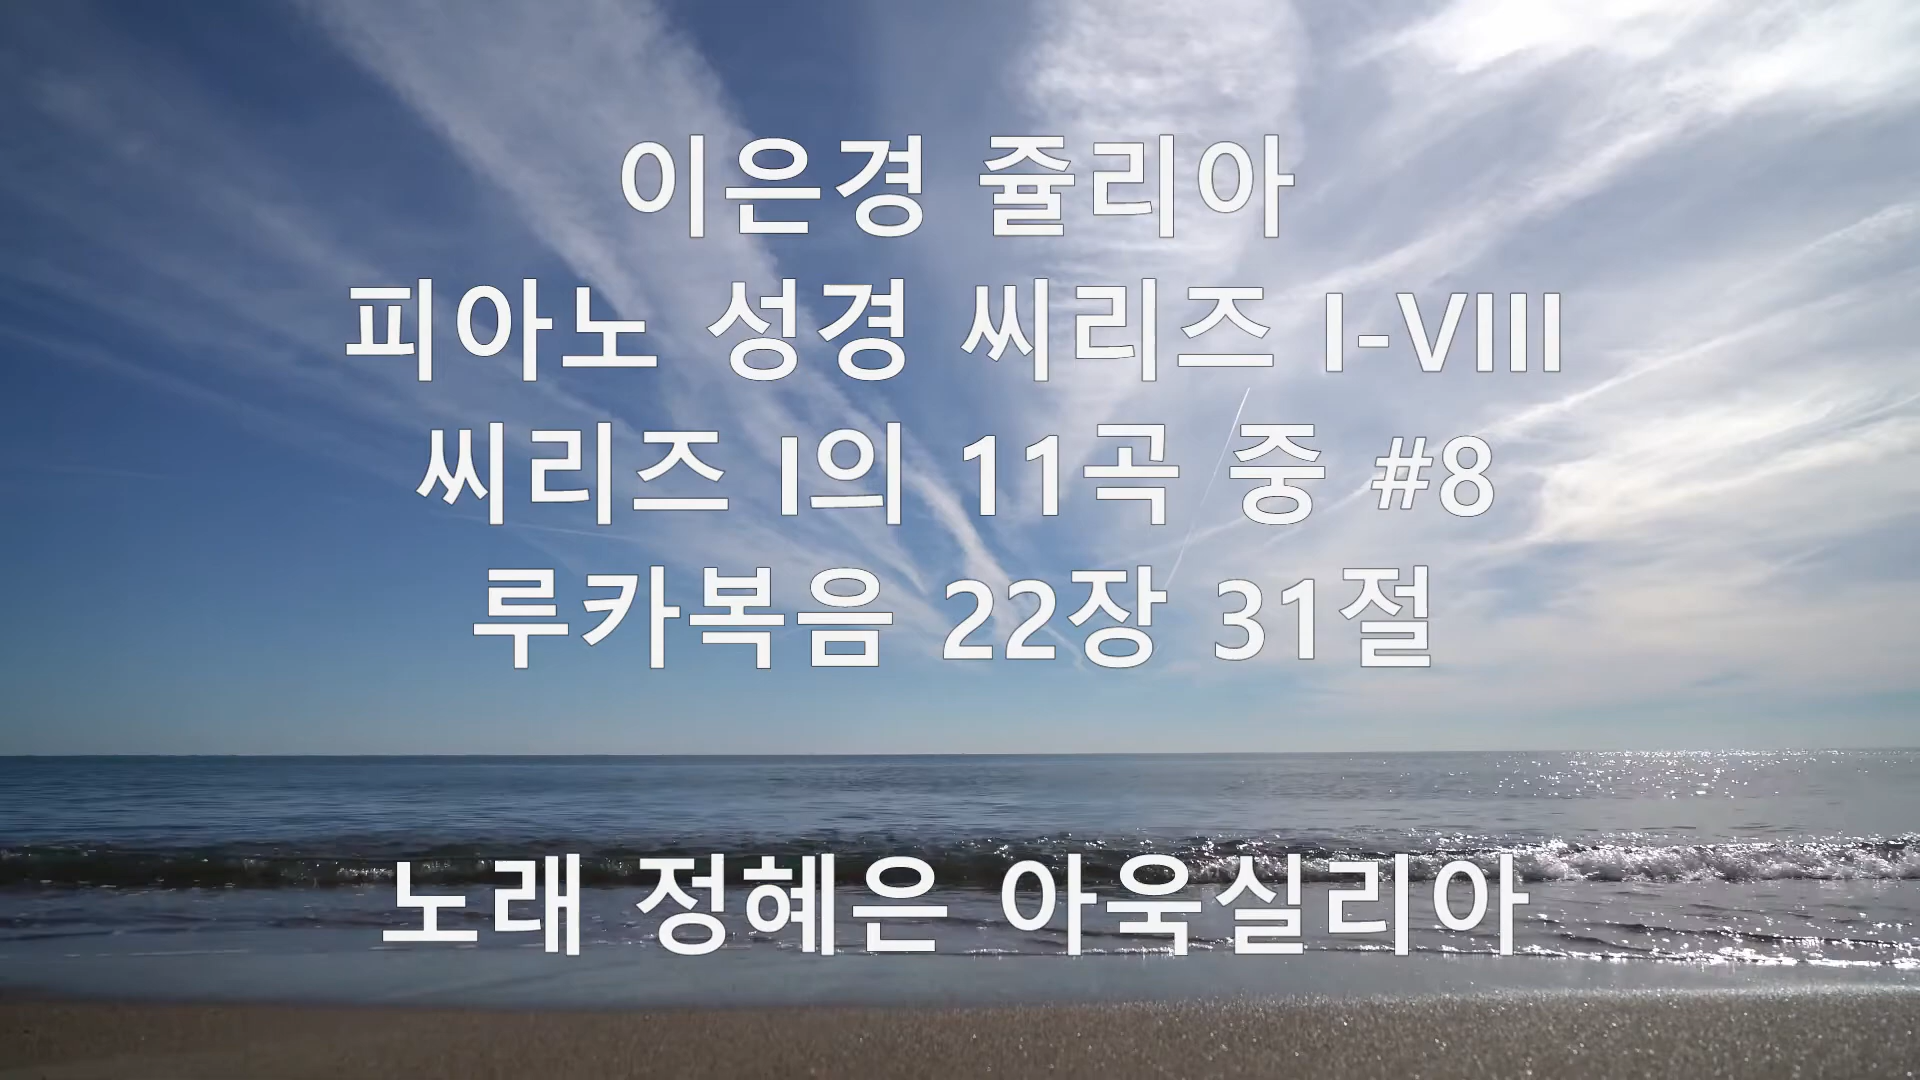 이은경 쥴리아
피아노 성경 씨리즈 I-VIII
씨리즈 I의 11곡 중 #8
루카복음 22장 31절
노래 정혜은 아욱실리아